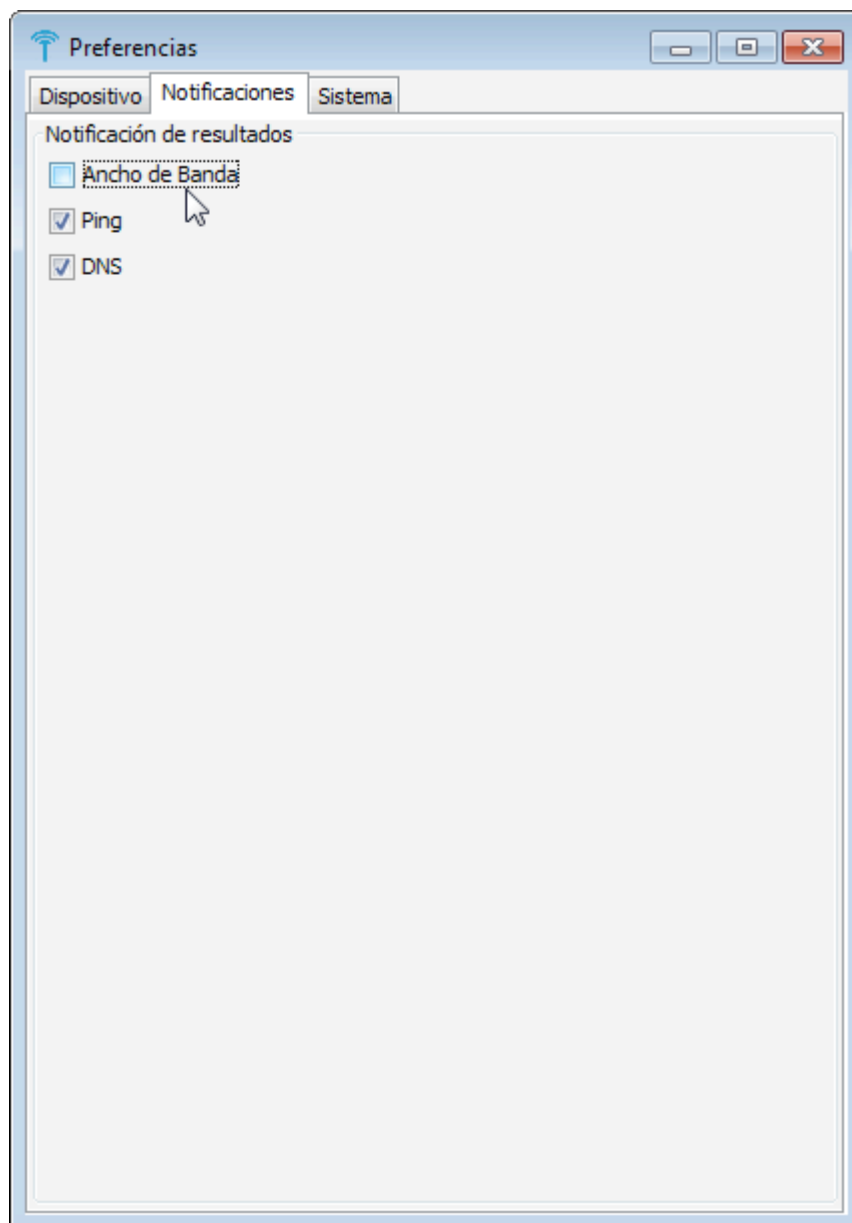 Preferencias
Dispositivo Notificaciones Sistema
Notificación de resultados
Ancho de Banda
Ping
DNS